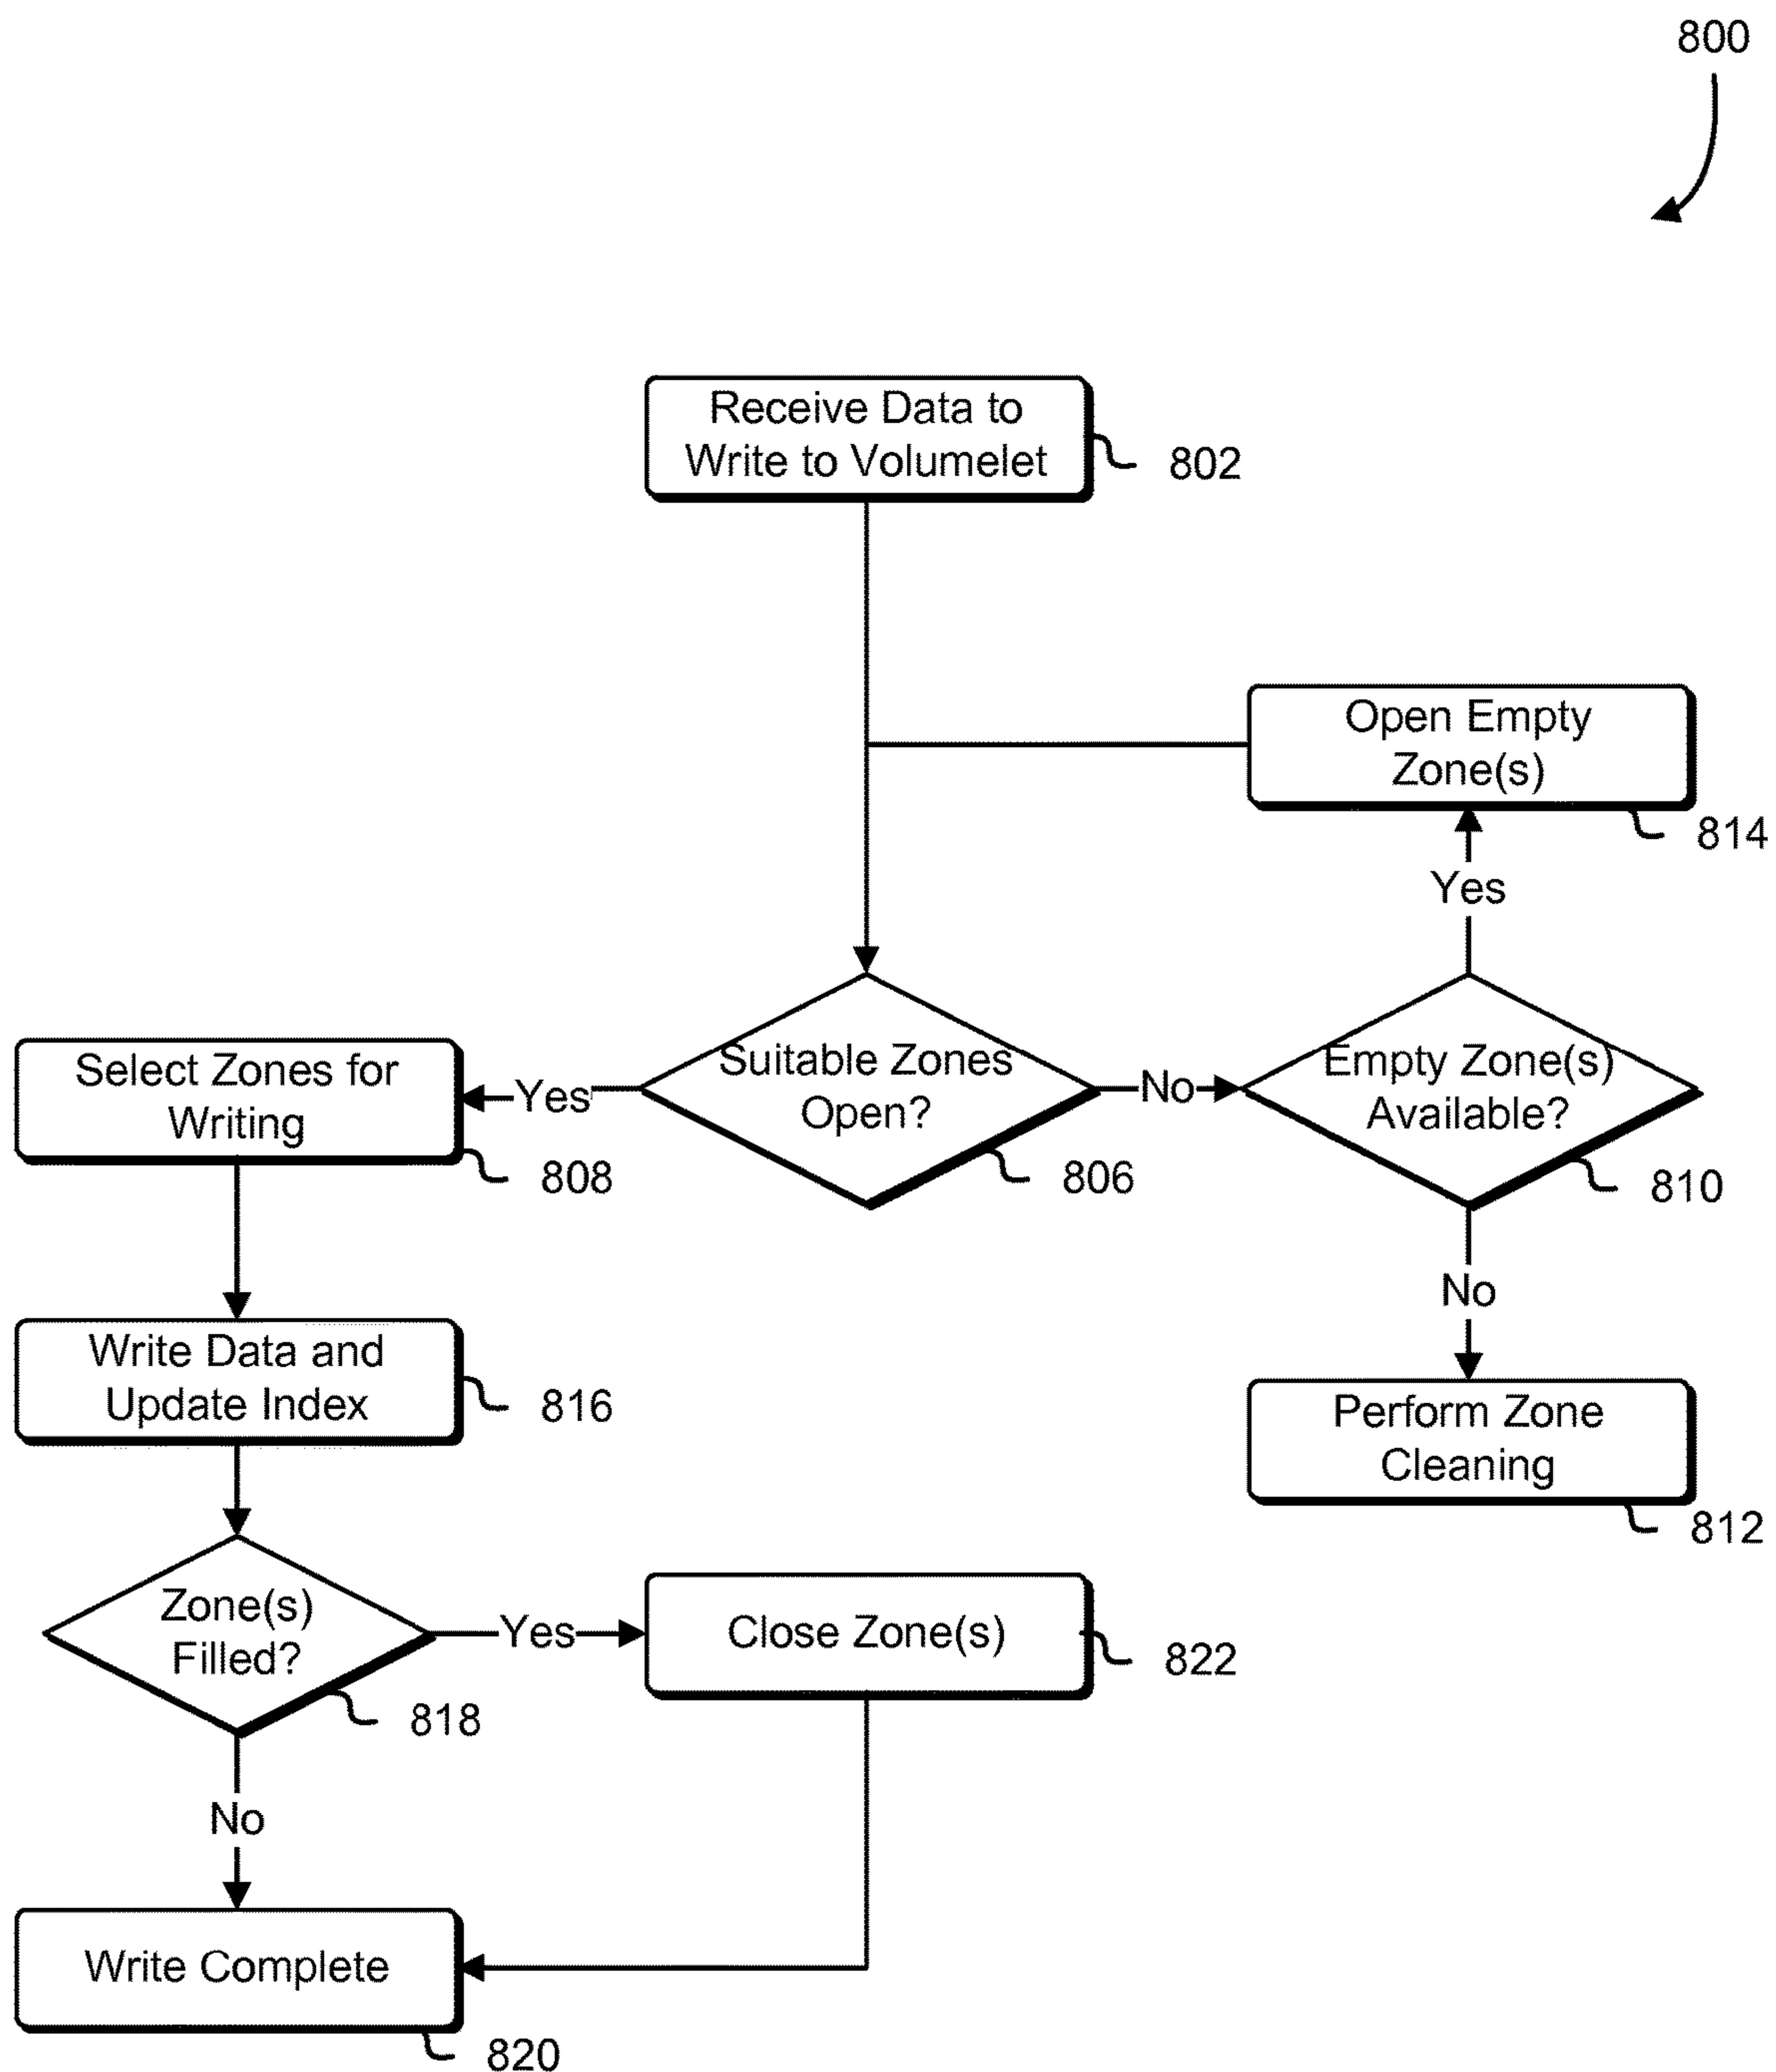 800
Receive Data to
Write to Volumelet
802
Open Empty
Zone(s)
814
Yes
Select Zones for
Writing
808
Yes
Suitable Zones
Open?
806
No
Empty Zone(s)
Available?
810
No
Write Data and
Update Index
816
Perform Zone
Cleaning
812
Zone(s)
Filled?
818
Yes
Close Zone(s)
822
No
Write Complete
820